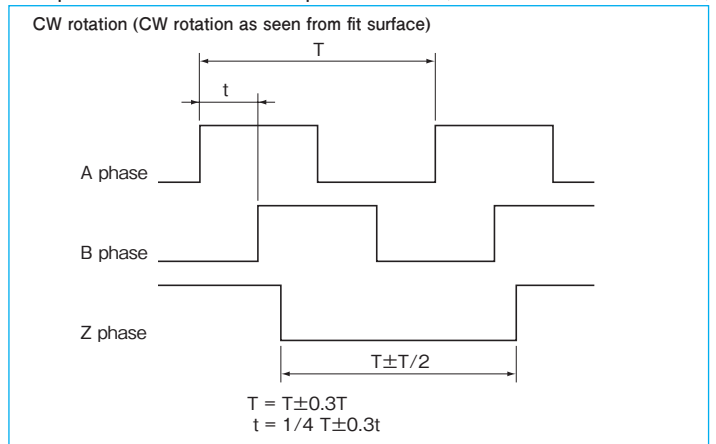 CW rotation (CW rotation as seen from fit surface)
T
t
A phase
B phase
Z phase
T±T/2
T = T±0.3T
t = 1/4 T±0.3t